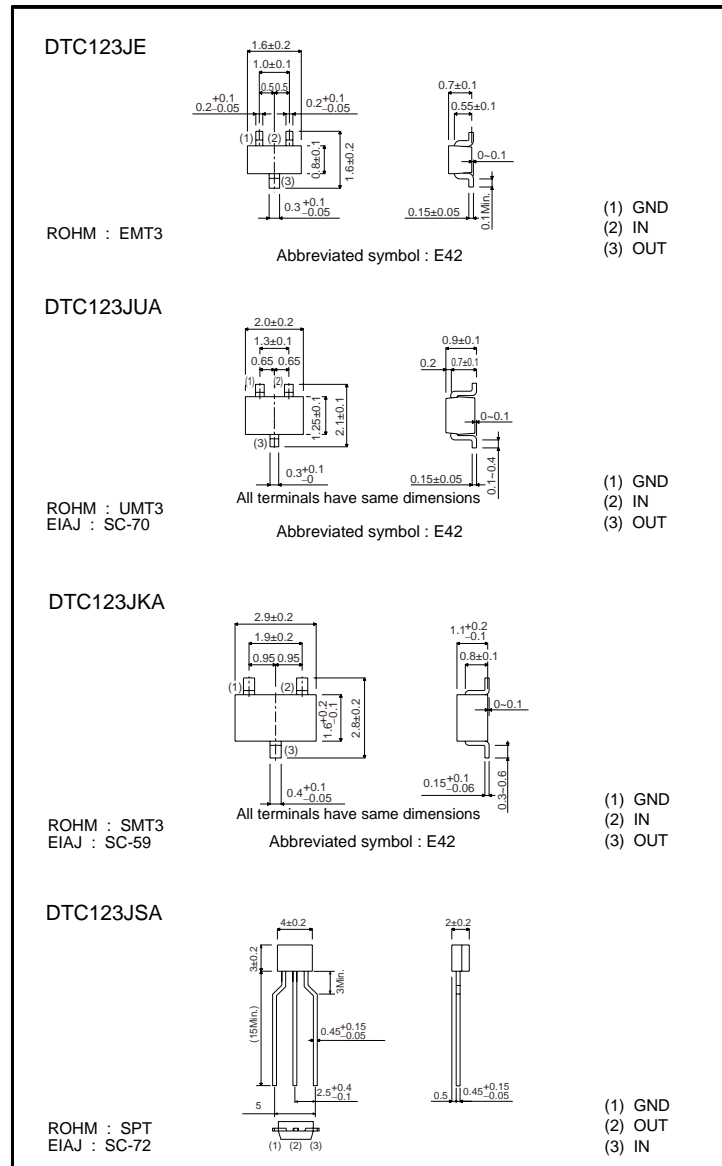 DTC123JE
1.6±0.2
1.0±0.1
0.5 0.5
0.2 +0.1 −0.05
0.2 +0.1 −0.05
(1) (2)
0.8±0.1
1.6±0.2
(3)
0.3 +0.1 −0.05
0.7±0.1
0.55±0.1
0~0.1
0.15±0.05
0.1Min.
ROHM : EMT3
Abbreviated symbol : E42
(1) GND
(2) IN
(3) OUT
DTC123JUA
2.0±0.2
1.3±0.1
0.65 0.65
(1) (2)
1.25±0.1
2.1±0.1
(3)
0.3 +0.1 −0
0.9±0.1
0.2 0.7±0.1
0~0.1
0.15±0.05
0.1~0.4
All terminals have same dimensions
ROHM : UMT3
EIAJ : SC-70
Abbreviated symbol : E42
(1) GND
(2) IN
(3) OUT
DTC123JKA
2.9±0.2
1.9±0.2
0.95 0.95
(1) (2)
1.6 +0.2 −0.1
2.8±0.2
(3)
0.4 +0.1 −0.05
1.1 +0.2 −0.1
0.8±0.1
0~0.1
0.15 +0.1 −0.06
0.3~0.6
All terminals have same dimensions
ROHM : SMT3
EIAJ : SC-59
Abbreviated symbol : E42
(1) GND
(2) IN
(3) OUT
DTC123JSA
4±0.2
3±0.2
3Min.
(15Min.)
0.45 +0.15 −0.05
2.5 +0.4 −0.1
5
(1) (2) (3)
2±0.2
0.5
0.45 +0.15 −0.05
ROHM : SPT
EIAJ : SC-72
(1) GND
(2) OUT
(3) IN